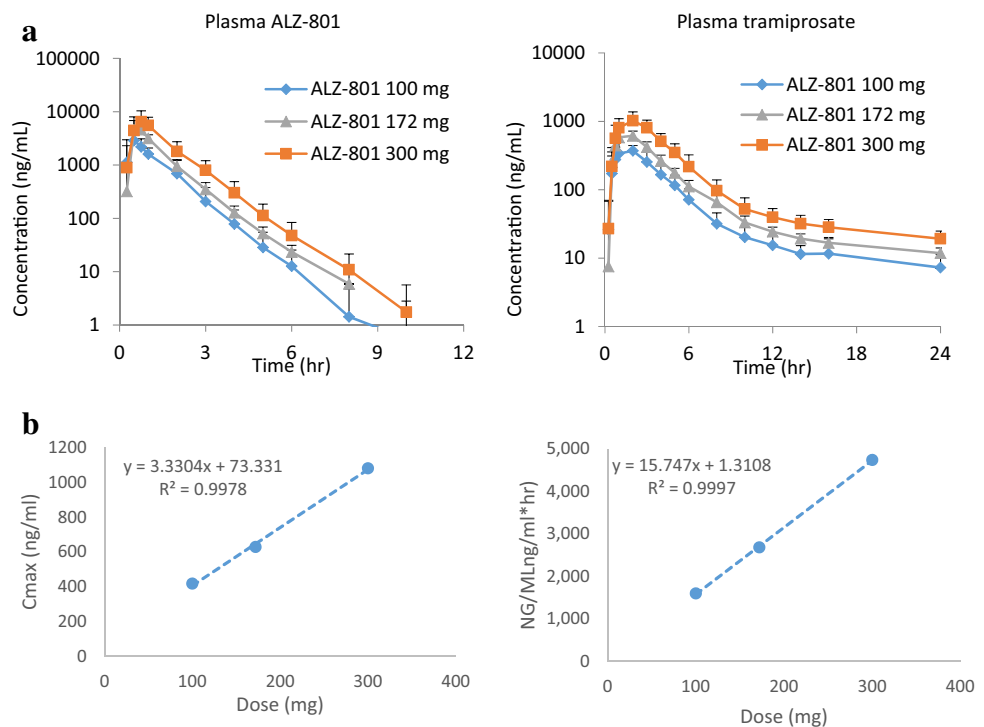 a
Plasma ALZ-801
Concentration (ng/mL)
100000
10000
1000
100
10
1
0 3 6 9 12
Time (hr)
ALZ-801 100 mg
ALZ-801 172 mg
ALZ-801 300 mg
Plasma tramiprosate
Concentration (ng/mL)
10,000
1000
100
10
1
0 6 12 18 24
Time (hr)
ALZ-801 100 mg
ALZ-801 172 mg
ALZ-801 300 mg
b
Cmax (ng/ml)
1200
1000
800
600
400
200
0
y = 3.3304x + 73.331
R² = 0.9978
0 100 200 300 400
Dose (mg)
NG/MLng/ml*hr)
5,000
4,000
3,000
2,000
1,000
0
y = 15.747x + 1.3108
R² = 0.9997
0 100 200 300 400
Dose (mg)